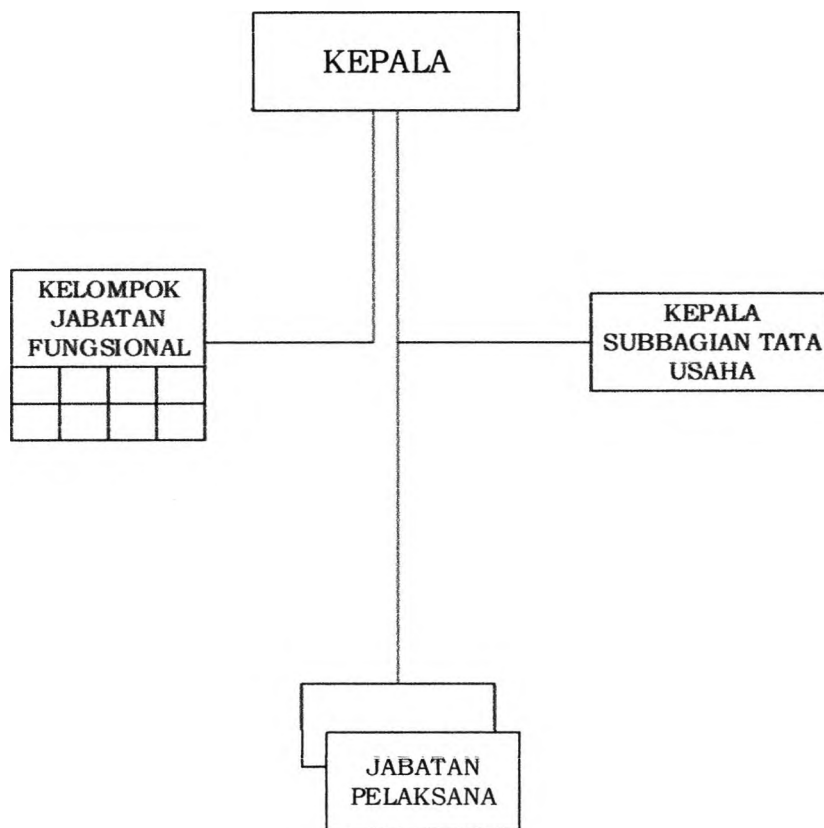 KEPALA
KELOMPOK
JABATAN
FUNGSIONAL
KEPALA
SUBBAGIAN TATA
USAHA
JABATAN
PELAKSANA